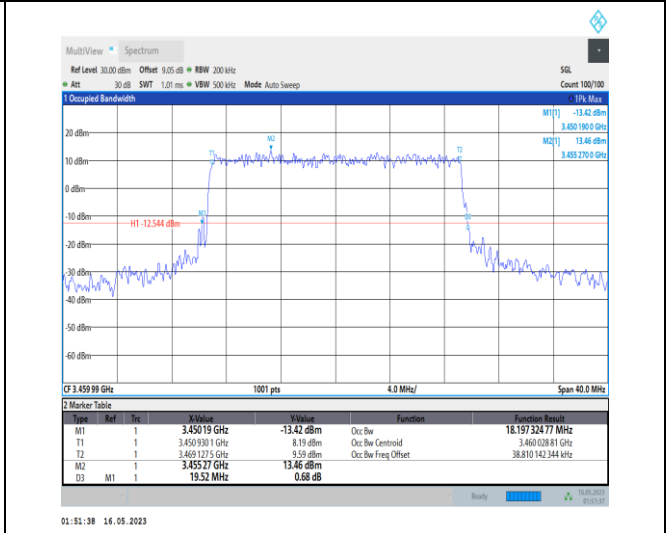 MultiView Spectrum
Ref Level 30.00 dBm Offset 9.05 dB RBW 200 kHz SGL
Att 30 dB SWT 1.01 ms VBW 500 kHz Mode Auto Sweep Count 100/100
1 Occupied Bandwidth 1Pk Max
M1[1] -13.42 dBm
3.450 190 0 GHz
M2[1] 13.46 dBm
3.455 270 0 GHz
20 dBm
M2
T1
T2
10 dBm
0 dBm
-10 dBm
M1
H1 -12.544 dBm
-20 dBm
-30 dBm
-40 dBm
-50 dBm
-60 dBm
CF 3.459 99 GHz 1001 pts 4.0 MHz/ Span 40.0 MHz
2 Marker Table
Type Ref Trc X-Value Y-Value Function Function Result
M1 1 3.450 19 GHz -13.42 dBm Occ Bw 18.197 324 77 MHz
T1 1 3.450 930 1 GHz 8.19 dBm Occ Bw Centroid 3.460 028 81 GHz
T2 1 3.469 127 5 GHz 9.59 dBm Occ Bw Freq Offset 38.810 142 344 kHz
M2 1 3.455 27 GHz 13.46 dBm
D3 M1 1 19.52 MHz 0.68 dB
Ready 16.05.2023
01:51:37
01:51:38 16.05.2023